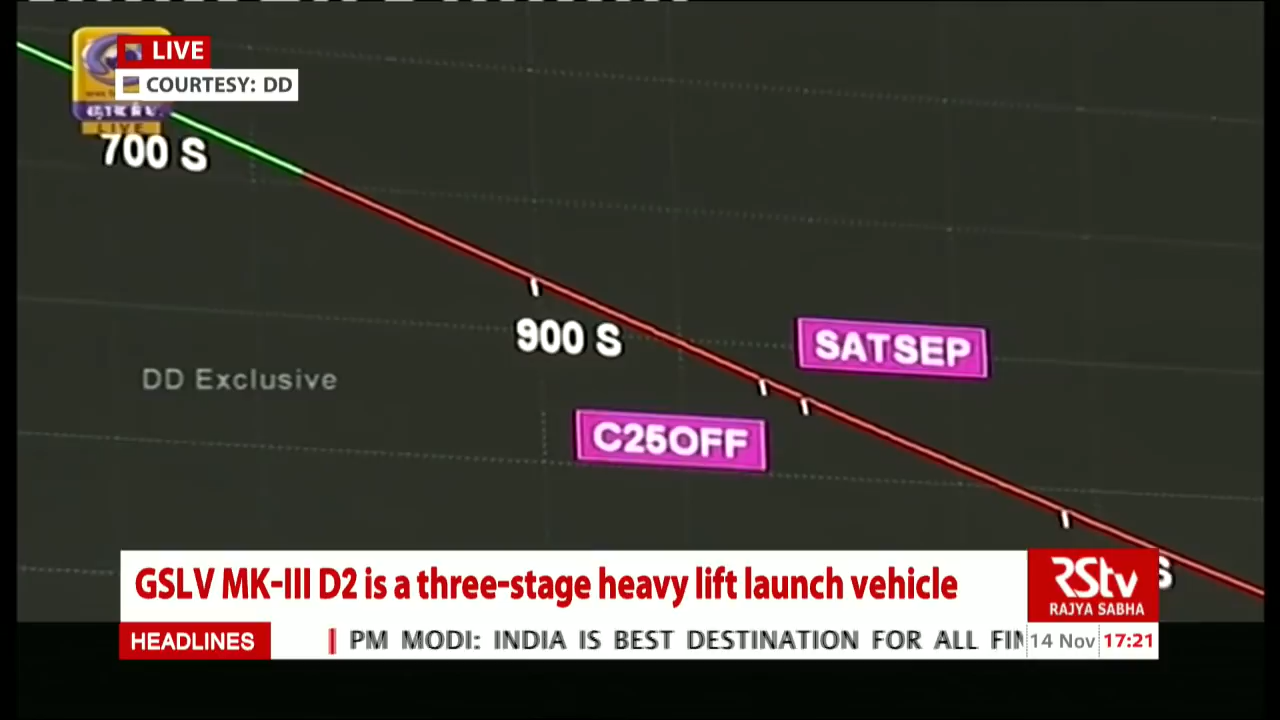 LIVE
COURTESY: DD
LIVE
700 S
900 S
SATSEP
DD Exclusive
C25OFF
S
GSLV MK-III D2 is a three-stage heavy lift launch vehicle
RSTV
RAJYA SABHA
HEADLINES
PM MODI: INDIA IS BEST DESTINATION FOR ALL
14 Nov 17:21